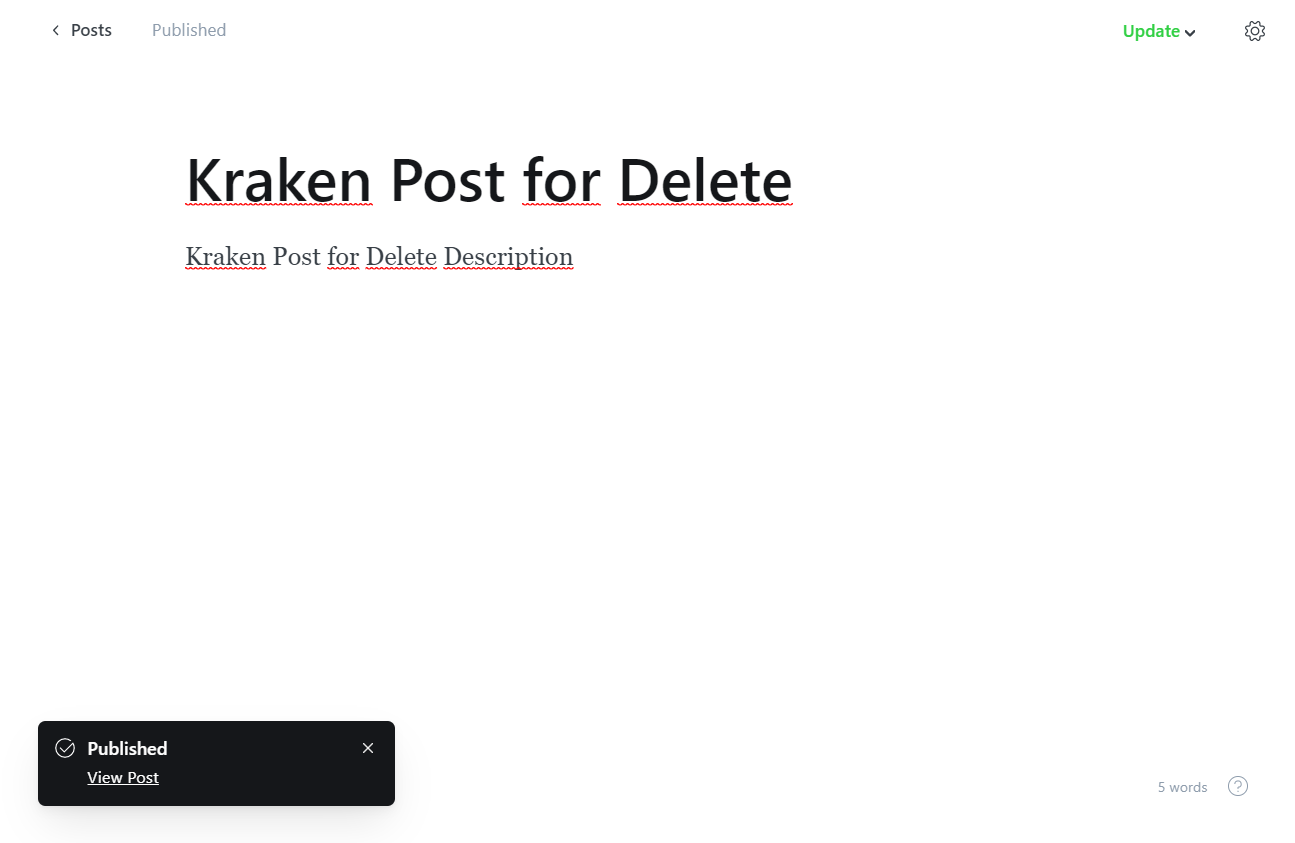 Posts
Published
Update
Kraken Post for Delete
Kraken Post for Delete Description
Published
View Post
5 words
?